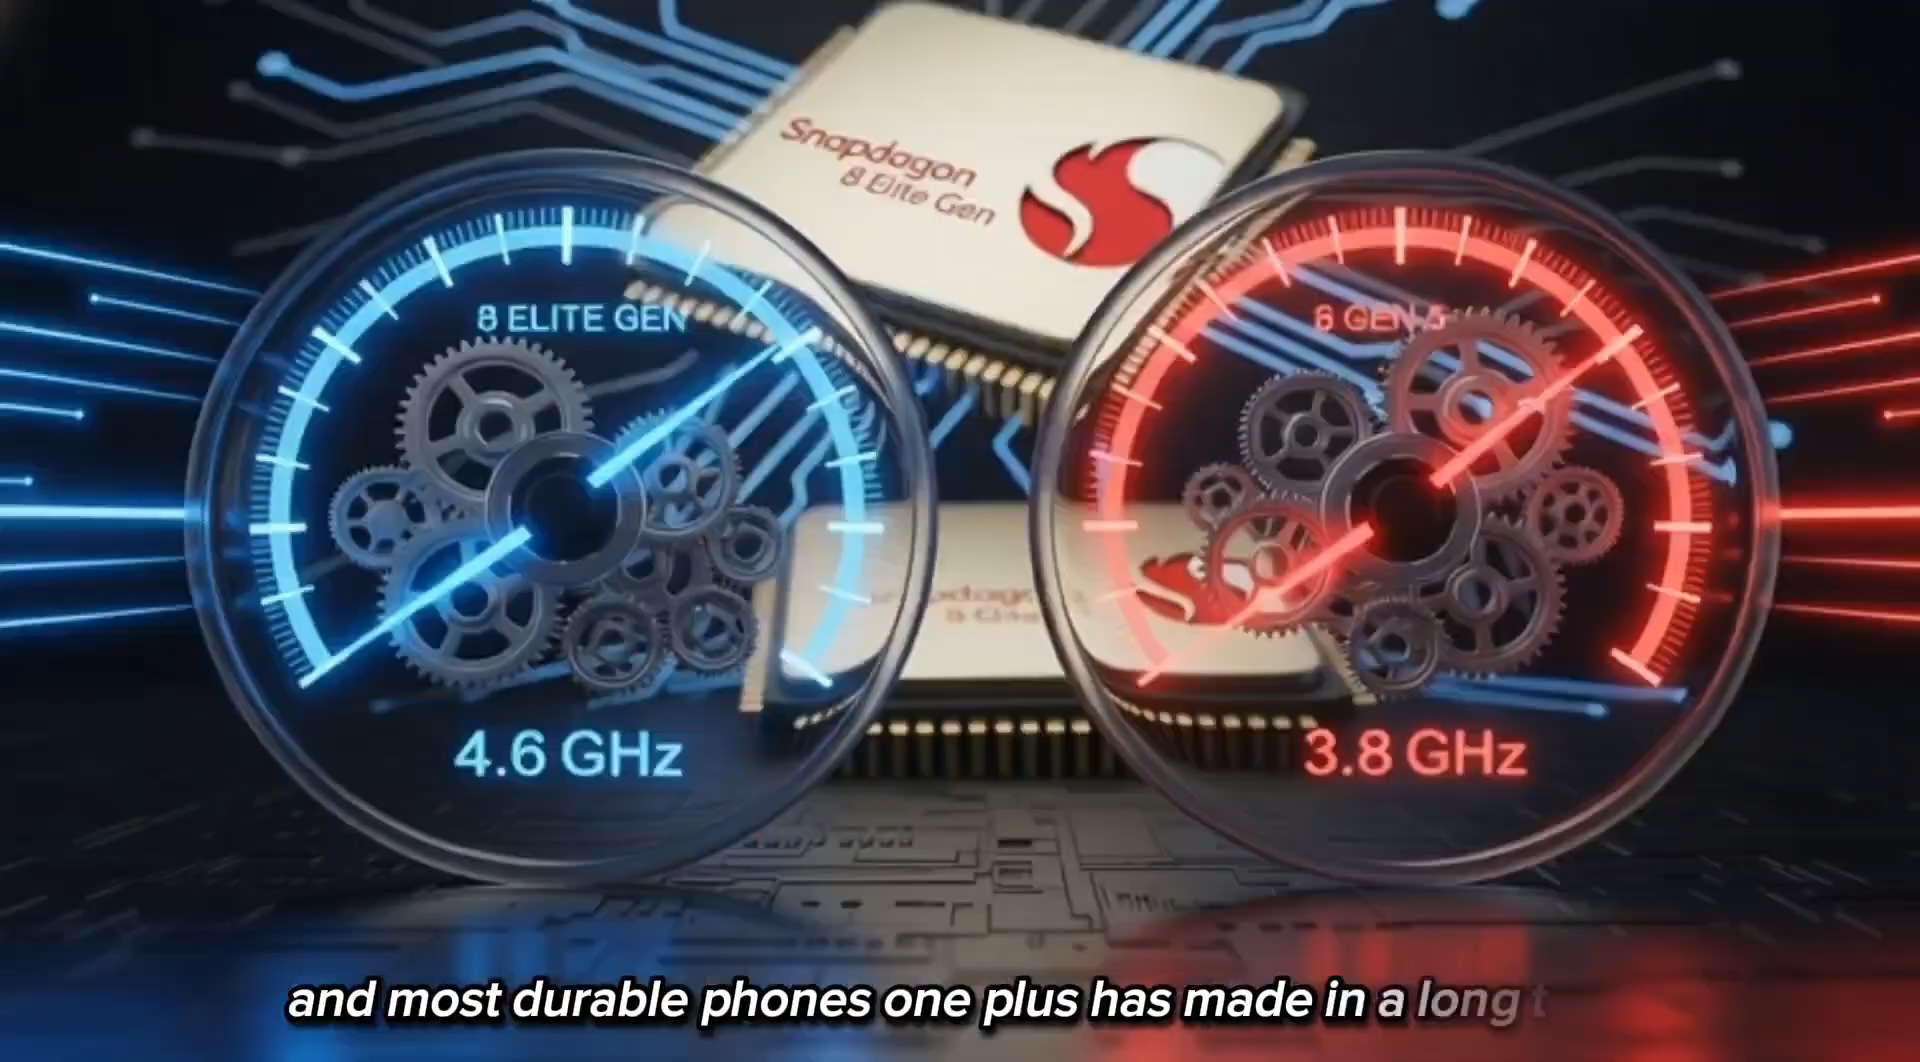 Snapdagon
8 Elite Gen
8 ELITE GEN
4.6 GHz
3.8 GHz
and most durable phones one plus has made in a long t